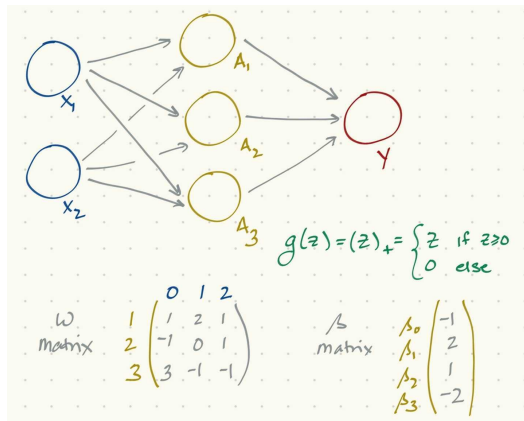 X₁
A₁
A₂
Y
X₂
A₃
g(z)=(z)₊= { z if z≥0
0 else
0 1 2
W matrix
1 1 2 1
2 -1 0 1
3 3 -1 -1
β matrix
β₀ -1
β₁ 2
β₂ 1
β₃ -2